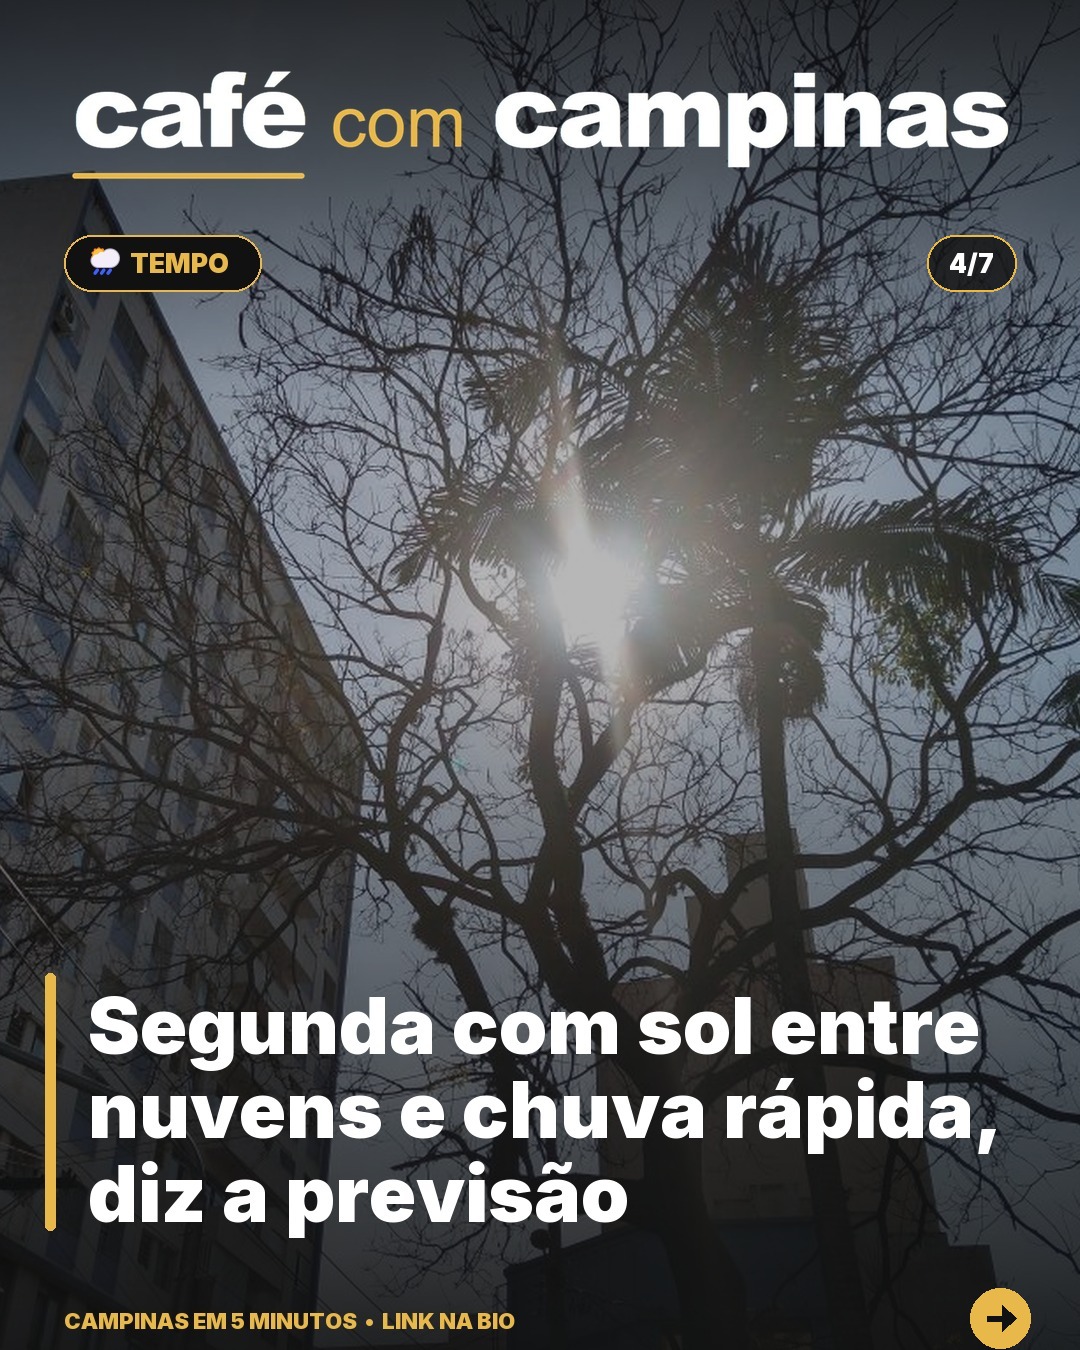 café com campinas
TEMPO
4/7
Segunda com sol entre
nuvens e chuva rápida,
diz a previsão
CAMPINAS EM 5 MINUTOS • LINK NA BIO